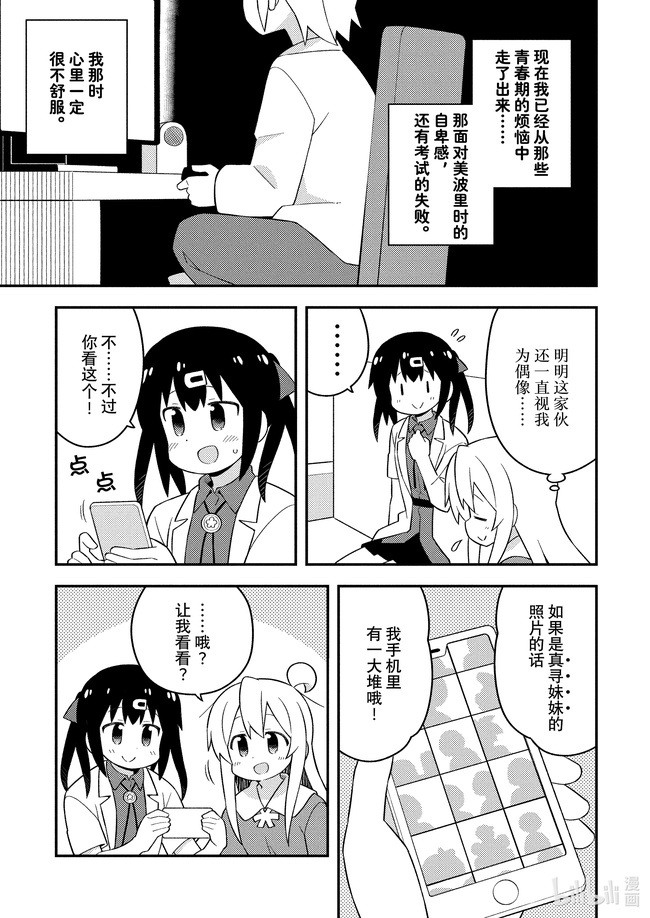 现在我已经从那些
青春期的烦恼中
走了出来……
那面对美波里时的
自卑感，
还有考试的失败。
我那时
心里一定
很不舒服。
明明这家伙
还一直视我
为偶像……
……
不……不过
你看这个！
点
点
如果是真寻妹妹的
照片的话
我手机里
有一大堆哦！
……哦？
让我看看？
bilibili
漫画